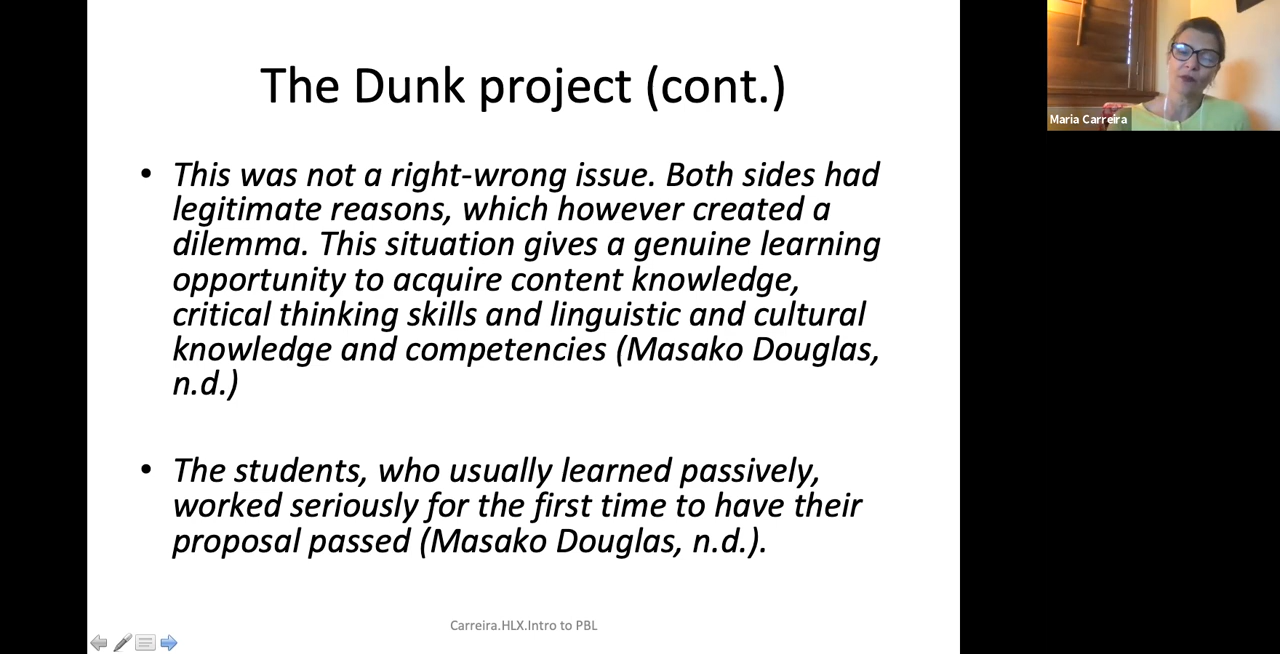 The Dunk project (cont.)
Maria Carreira
• This was not a right-wrong issue. Both sides had
legitimate reasons, which however created a
dilemma. This situation gives a genuine learning
opportunity to acquire content knowledge,
critical thinking skills and linguistic and cultural
knowledge and competencies (Masako Douglas,
n.d.)
• The students, who usually learned passively,
worked seriously for the first time to have their
proposal passed (Masako Douglas, n.d.).
Carreira.HLX.Intro to PBL